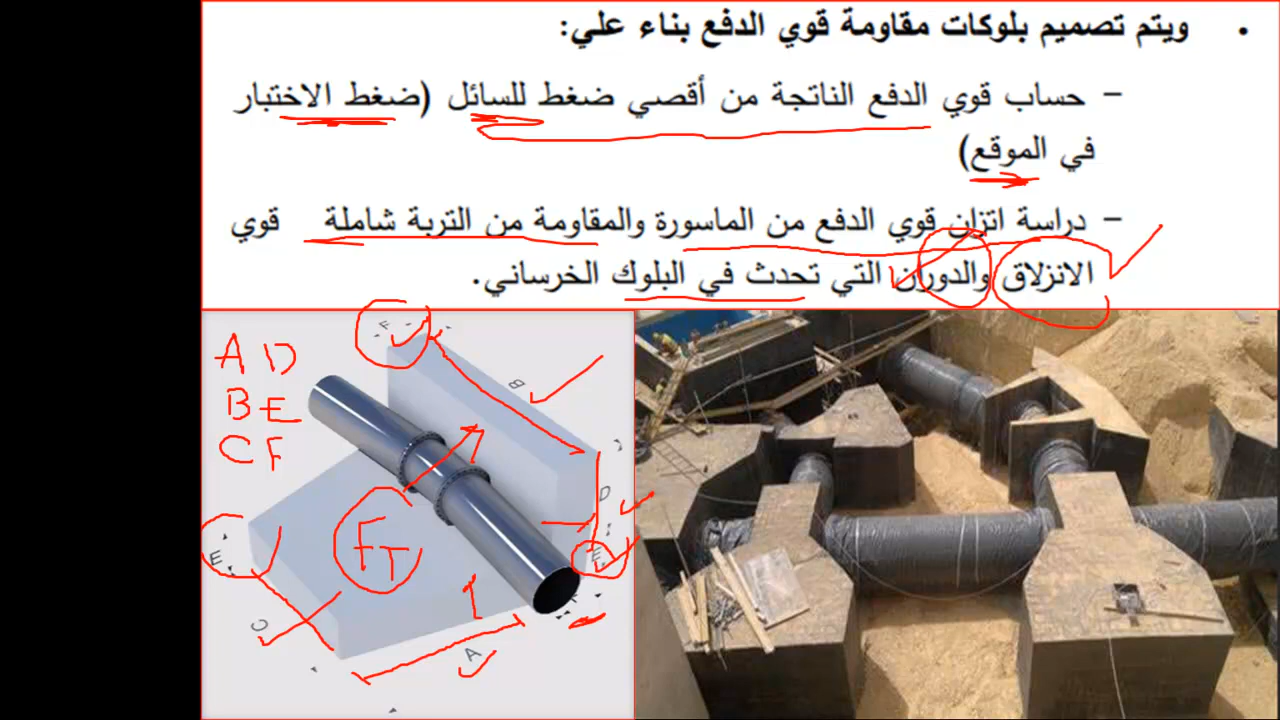 • ويتم تصميم بلوكات مقاومة قوي الدفع بناء علي:
– حساب قوي الدفع الناتجة من أقصي ضغط للسائل (ضغط الاختبار
في الموقع)
– دراسة اتزان قوي الدفع من الماسورة والمقاومة من التربة شاملة قوي
الانزلاق والدوران التي تحدث في البلوك الخرساني.
A D
B E
C F
F
B
D
E
E
FT
C
A